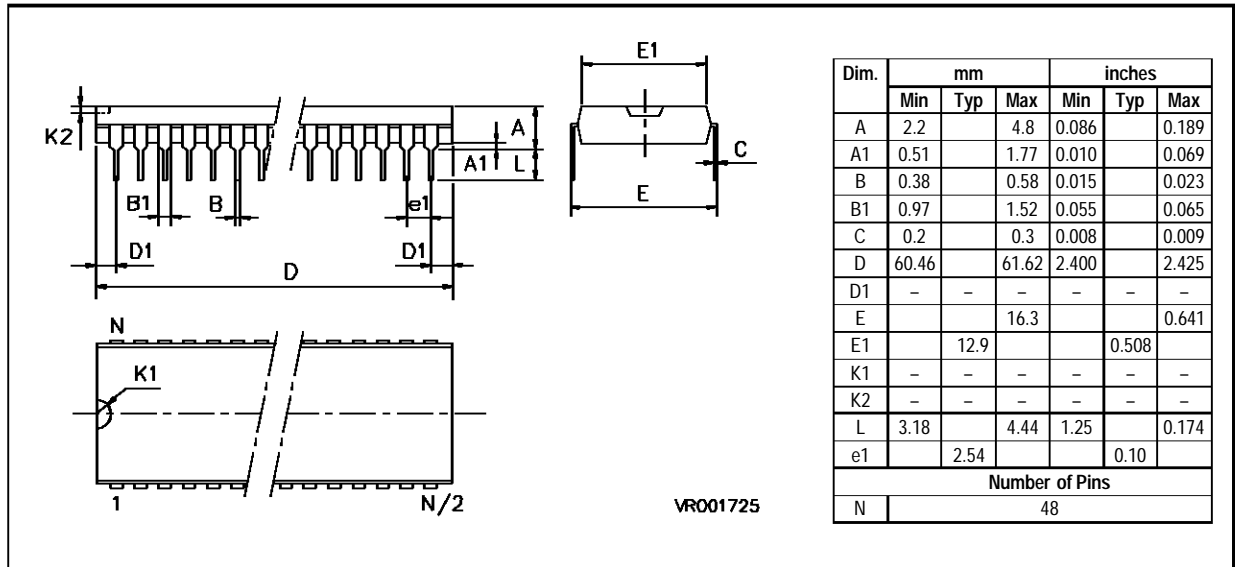 E1
K2
A
A1
L
C
B1
B
e1
E
D1
D1
D
N
K1
1
N/2
VR001725
Dim. mm inches
Min Typ Max Min Typ Max
A 2.2 4.8 0.086 0.189
A1 0.51 1.77 0.010 0.069
B 0.38 0.58 0.015 0.023
B1 0.97 1.52 0.055 0.065
C 0.2 0.3 0.008 0.009
D 60.46 61.62 2.400 2.425
D1 – – – – – –
E 16.3 0.641
E1 12.9 0.508
K1 – – – – – –
K2 – – – – – –
L 3.18 4.44 1.25 0.174
e1 2.54 0.10
Number of Pins
N 48